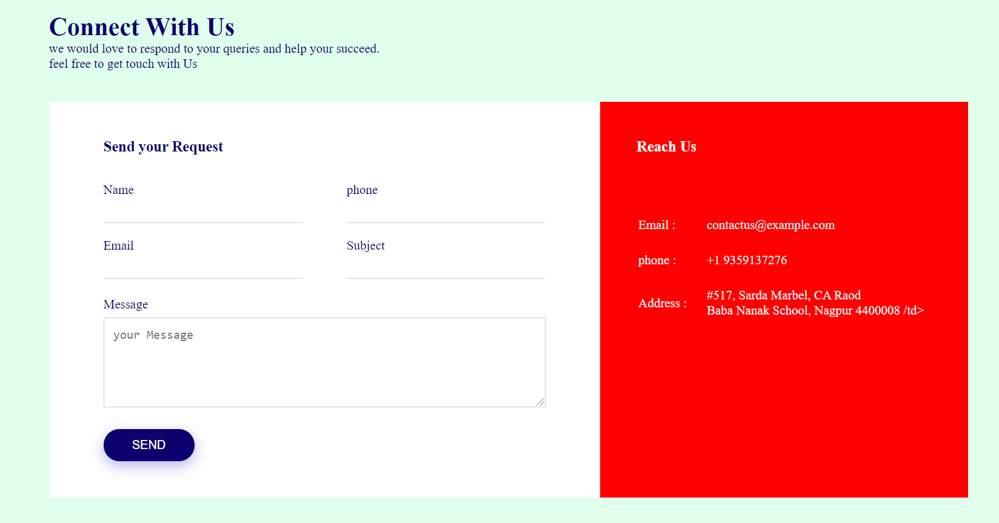 Connect With Us
we would love to respond to your queries and help your succeed.
feel free to get touch with Us
Send your Request
Name
phone
Email
Subject
Message
your Message
SEND
Reach Us
Email : contactus@example.com
phone : +1 9359137276
Address : #517, Sarda Marbel, CA Raod
Baba Nanak School, Nagpur 4400008 /td>